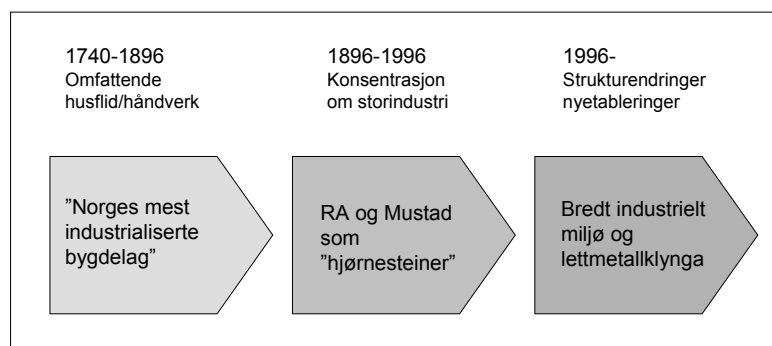 1740-1896
Omfattende
husflid/håndverk
1896-1996
Konsentrasjon
om storindustri
1996-
Strukturendringer
nyetableringer
”Norges mest
industrialiserte
bygdelag”
RA og Mustad
som
”hjørnesteiner”
Bredt industrielt
miljø og
lettmetallklynga